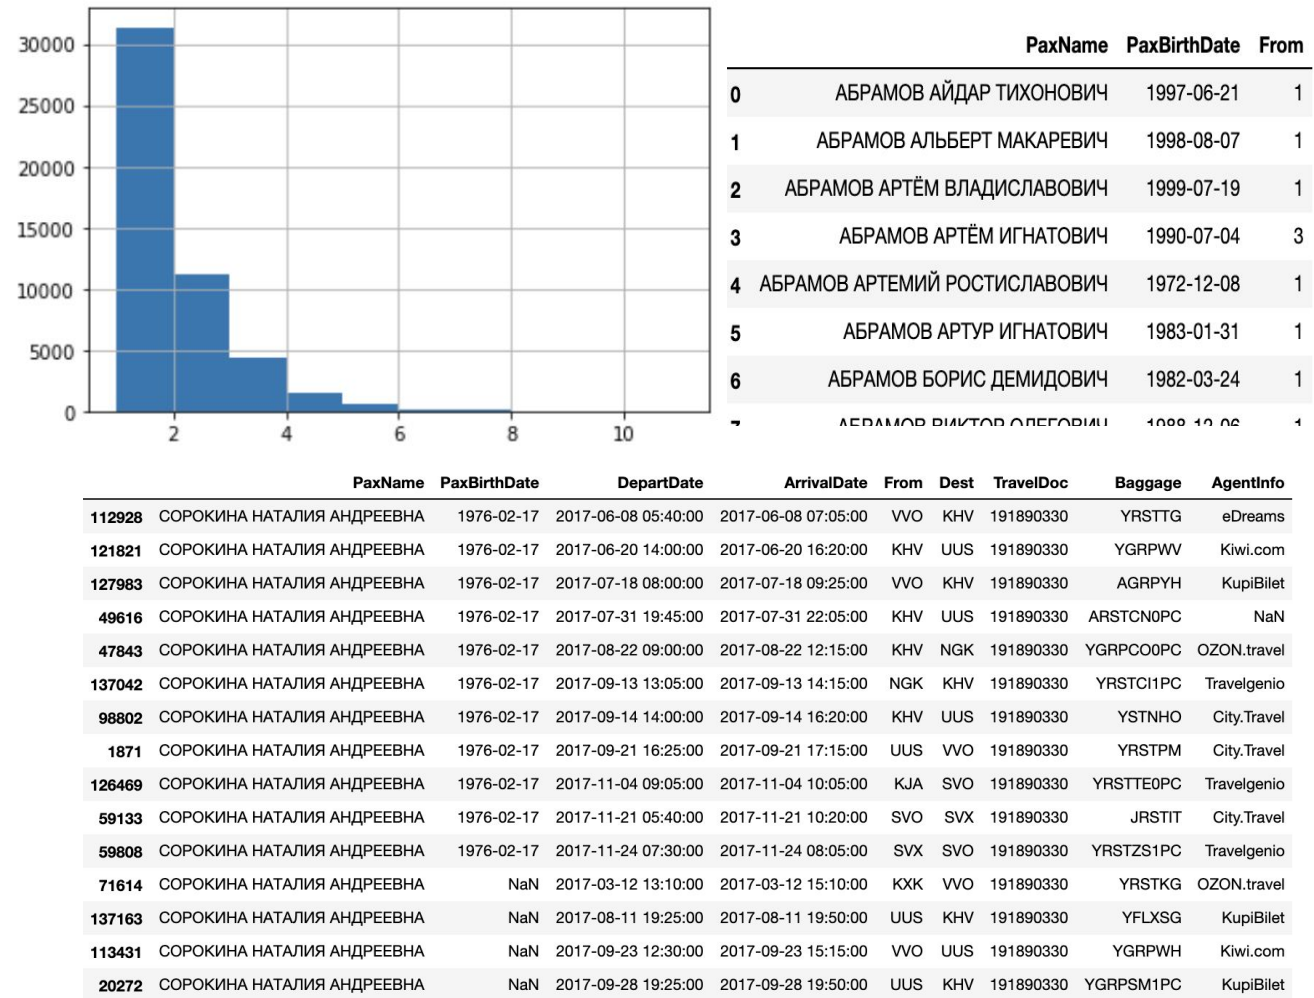 30000
25000
20000
15000
10000
5000
0
2 4 6 8 10
PaxName PaxBirthDate From
0 АБРАМОВ АЙДАР ТИХОНОВИЧ 1997-06-21 1
1 АБРАМОВ АЛЬБЕРТ МАКАРЕВИЧ 1998-08-07 1
2 АБРАМОВ АРТЁМ ВЛАДИСЛАВОВИЧ 1999-07-19 1
3 АБРАМОВ АРТЁМ ИГНАТОВИЧ 1990-07-04 3
4 АБРАМОВ АРТЕМИЙ РОСТИСЛАВОВИЧ 1972-12-08 1
5 АБРАМОВ АРТУР ИГНАТОВИЧ 1983-01-31 1
6 АБРАМОВ БОРИС ДЕМИДОВИЧ 1982-03-24 1
7 АБРАМОВ ВИКТОР ОЛЕГОВИЧ 1988-12-06 1
PaxName PaxBirthDate DepartDate ArrivalDate From Dest TravelDoc Baggage AgentInfo
112928 СОРОКИНА НАТАЛИЯ АНДРЕЕВНА 1976-02-17 2017-06-08 05:40:00 2017-06-08 07:05:00 VVO KHV 191890330 YRSTTG eDreams
121821 СОРОКИНА НАТАЛИЯ АНДРЕЕВНА 1976-02-17 2017-06-20 14:00:00 2017-06-20 16:20:00 KHV UUS 191890330 YGRPWV Kiwi.com
127983 СОРОКИНА НАТАЛИЯ АНДРЕЕВНА 1976-02-17 2017-07-18 08:00:00 2017-07-18 09:25:00 VVO KHV 191890330 AGRPYH KupiBilet
49616 СОРОКИНА НАТАЛИЯ АНДРЕЕВНА 1976-02-17 2017-07-31 19:45:00 2017-07-31 22:05:00 KHV UUS 191890330 ARSTCN0PC NaN
47843 СОРОКИНА НАТАЛИЯ АНДРЕЕВНА 1976-02-17 2017-08-22 09:00:00 2017-08-22 12:15:00 KHV NGK 191890330 YGRPCO0PC OZON.travel
137042 СОРОКИНА НАТАЛИЯ АНДРЕЕВНА 1976-02-17 2017-09-13 13:05:00 2017-09-13 14:15:00 NGK KHV 191890330 YRSTCI1PC Travelgenio
98802 СОРОКИНА НАТАЛИЯ АНДРЕЕВНА 1976-02-17 2017-09-14 14:00:00 2017-09-14 16:20:00 KHV UUS 191890330 YSTNHO City.Travel
1871 СОРОКИНА НАТАЛИЯ АНДРЕЕВНА 1976-02-17 2017-09-21 16:25:00 2017-09-21 17:15:00 UUS VVO 191890330 YRSTPM City.Travel
126469 СОРОКИНА НАТАЛИЯ АНДРЕЕВНА 1976-02-17 2017-11-04 09:05:00 2017-11-04 10:05:00 KJA SVO 191890330 YRSTTE0PC Travelgenio
59133 СОРОКИНА НАТАЛИЯ АНДРЕЕВНА 1976-02-17 2017-11-21 05:40:00 2017-11-21 10:20:00 SVO SVX 191890330 JRSTIT City.Travel
59808 СОРОКИНА НАТАЛИЯ АНДРЕЕВНА 1976-02-17 2017-11-24 07:30:00 2017-11-24 08:05:00 SVX SVO 191890330 YRSTZS1PC Travelgenio
71614 СОРОКИНА НАТАЛИЯ АНДРЕЕВНА NaN 2017-03-12 13:10:00 2017-03-12 15:10:00 KXK VVO 191890330 YRSTKG OZON.travel
137163 СОРОКИНА НАТАЛИЯ АНДРЕЕВНА NaN 2017-08-11 19:25:00 2017-08-11 19:50:00 UUS KHV 191890330 YFLXSG KupiBilet
113431 СОРОКИНА НАТАЛИЯ АНДРЕЕВНА NaN 2017-09-23 12:30:00 2017-09-23 15:15:00 VVO UUS 191890330 YGRPWH Kiwi.com
20272 СОРОКИНА НАТАЛИЯ АНДРЕЕВНА NaN 2017-09-28 19:25:00 2017-09-28 19:50:00 UUS KHV 191890330 YGRPSM1PC KupiBilet